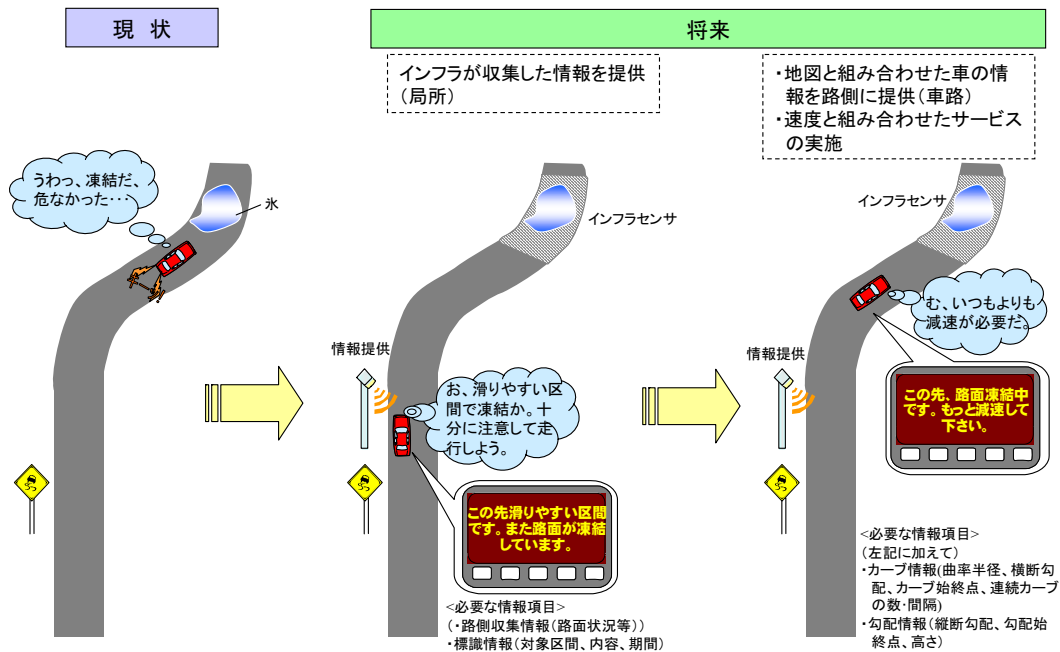 現 状
将来
インフラが収集した情報を提供
(局所)
・地図と組み合わせた車の情
報を路側に提供(車路)
・速度と組み合わせたサービス
の実施
うわっ、凍結だ、
危なかった・・・
氷
インフラセンサ
インフラセンサ
む、いつもよりも
減速が必要だ。
情報提供
情報提供
お、滑りやすい区
間で凍結か。十
分に注意して走
行しよう。
この先、路面凍結中
です。もっと減速して
下さい。
この先滑りやすい区間
です。また路面が凍結
しています。
<必要な情報項目>
(・路側収集情報(路面状況等))
・標識情報(対象区間、内容、期間)
<必要な情報項目>
(左記に加えて)
・カーブ情報(曲率半径、横断勾
配、カーブ始終点、連続カーブ
の数・間隔)
・勾配情報(縦断勾配、勾配始
終点、高さ)